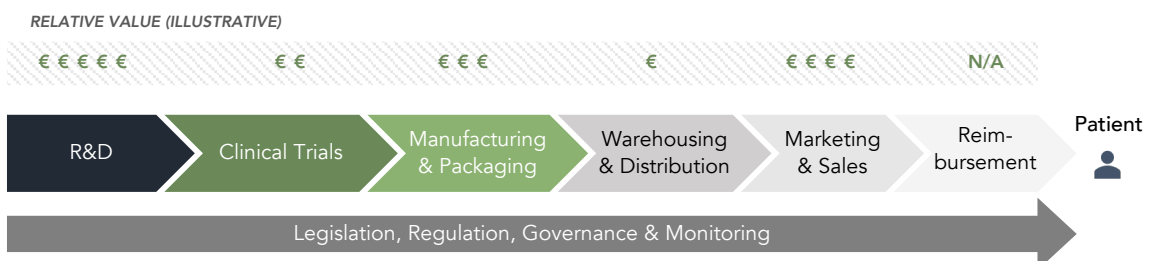 RELATIVE VALUE (ILLUSTRATIVE)
€ € € € €
€ €
€ € €
€
€ € € €
N/A
R&D
Clinical Trials
Manufacturing
& Packaging
Warehousing
& Distribution
Marketing
& Sales
Reim-
bursement
Patient
Legislation, Regulation, Governance & Monitoring